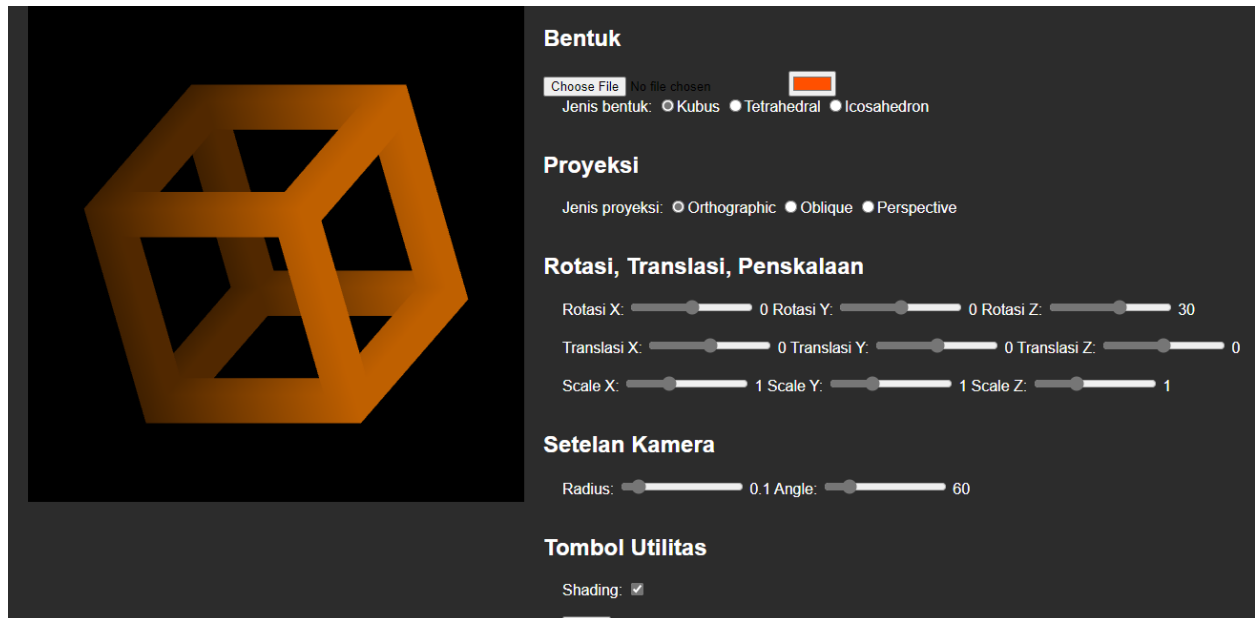 Bentuk
Choose File No file chosen
Jenis bentuk: Kubus Tetrahedral Icosahedron
Proyeksi
Jenis proyeksi: Orthographic Oblique Perspective
Rotasi, Translasi, Penskalaan
Rotasi X: 0 Rotasi Y: 0 Rotasi Z: 30
Translasi X: 0 Translasi Y: 0 Translasi Z: 0
Scale X: 1 Scale Y: 1 Scale Z: 1
Setelan Kamera
Radius: 0.1 Angle: 60
Tombol Utilitas
Shading: